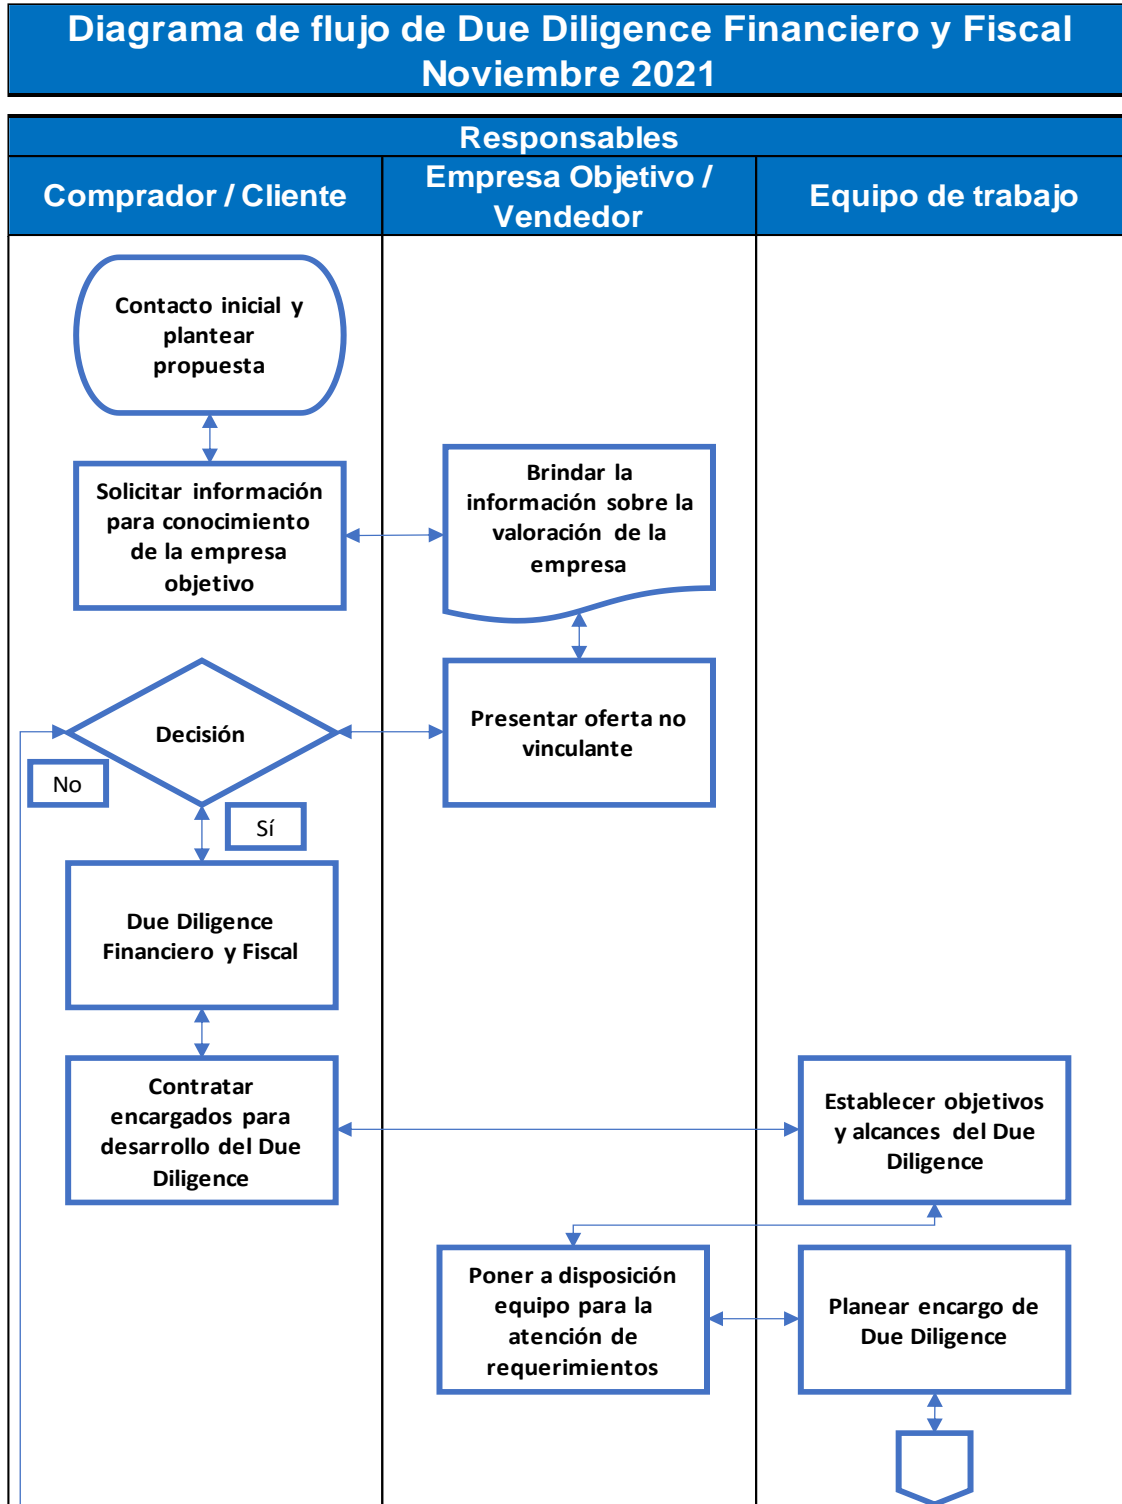 Diagrama de flujo de Due Diligence Financiero y Fiscal
Noviembre 2021
Responsables
Comprador / Cliente
Empresa Objetivo /
Vendedor
Equipo de trabajo
Contacto inicial y
plantear
propuesta
Solicitar información
para conocimiento
de la empresa
objetivo
Brindar la
información sobre la
valoración de la
empresa
Decisión
Presentar oferta no
vinculante
No
Sí
Due Diligence
Financiero y Fiscal
Contratar
encargados para
desarrollo del Due
Diligence
Establecer objetivos
y alcances del Due
Diligence
Poner a disposición
equipo para la
atención de
requerimientos
Planear encargo de
Due Diligence